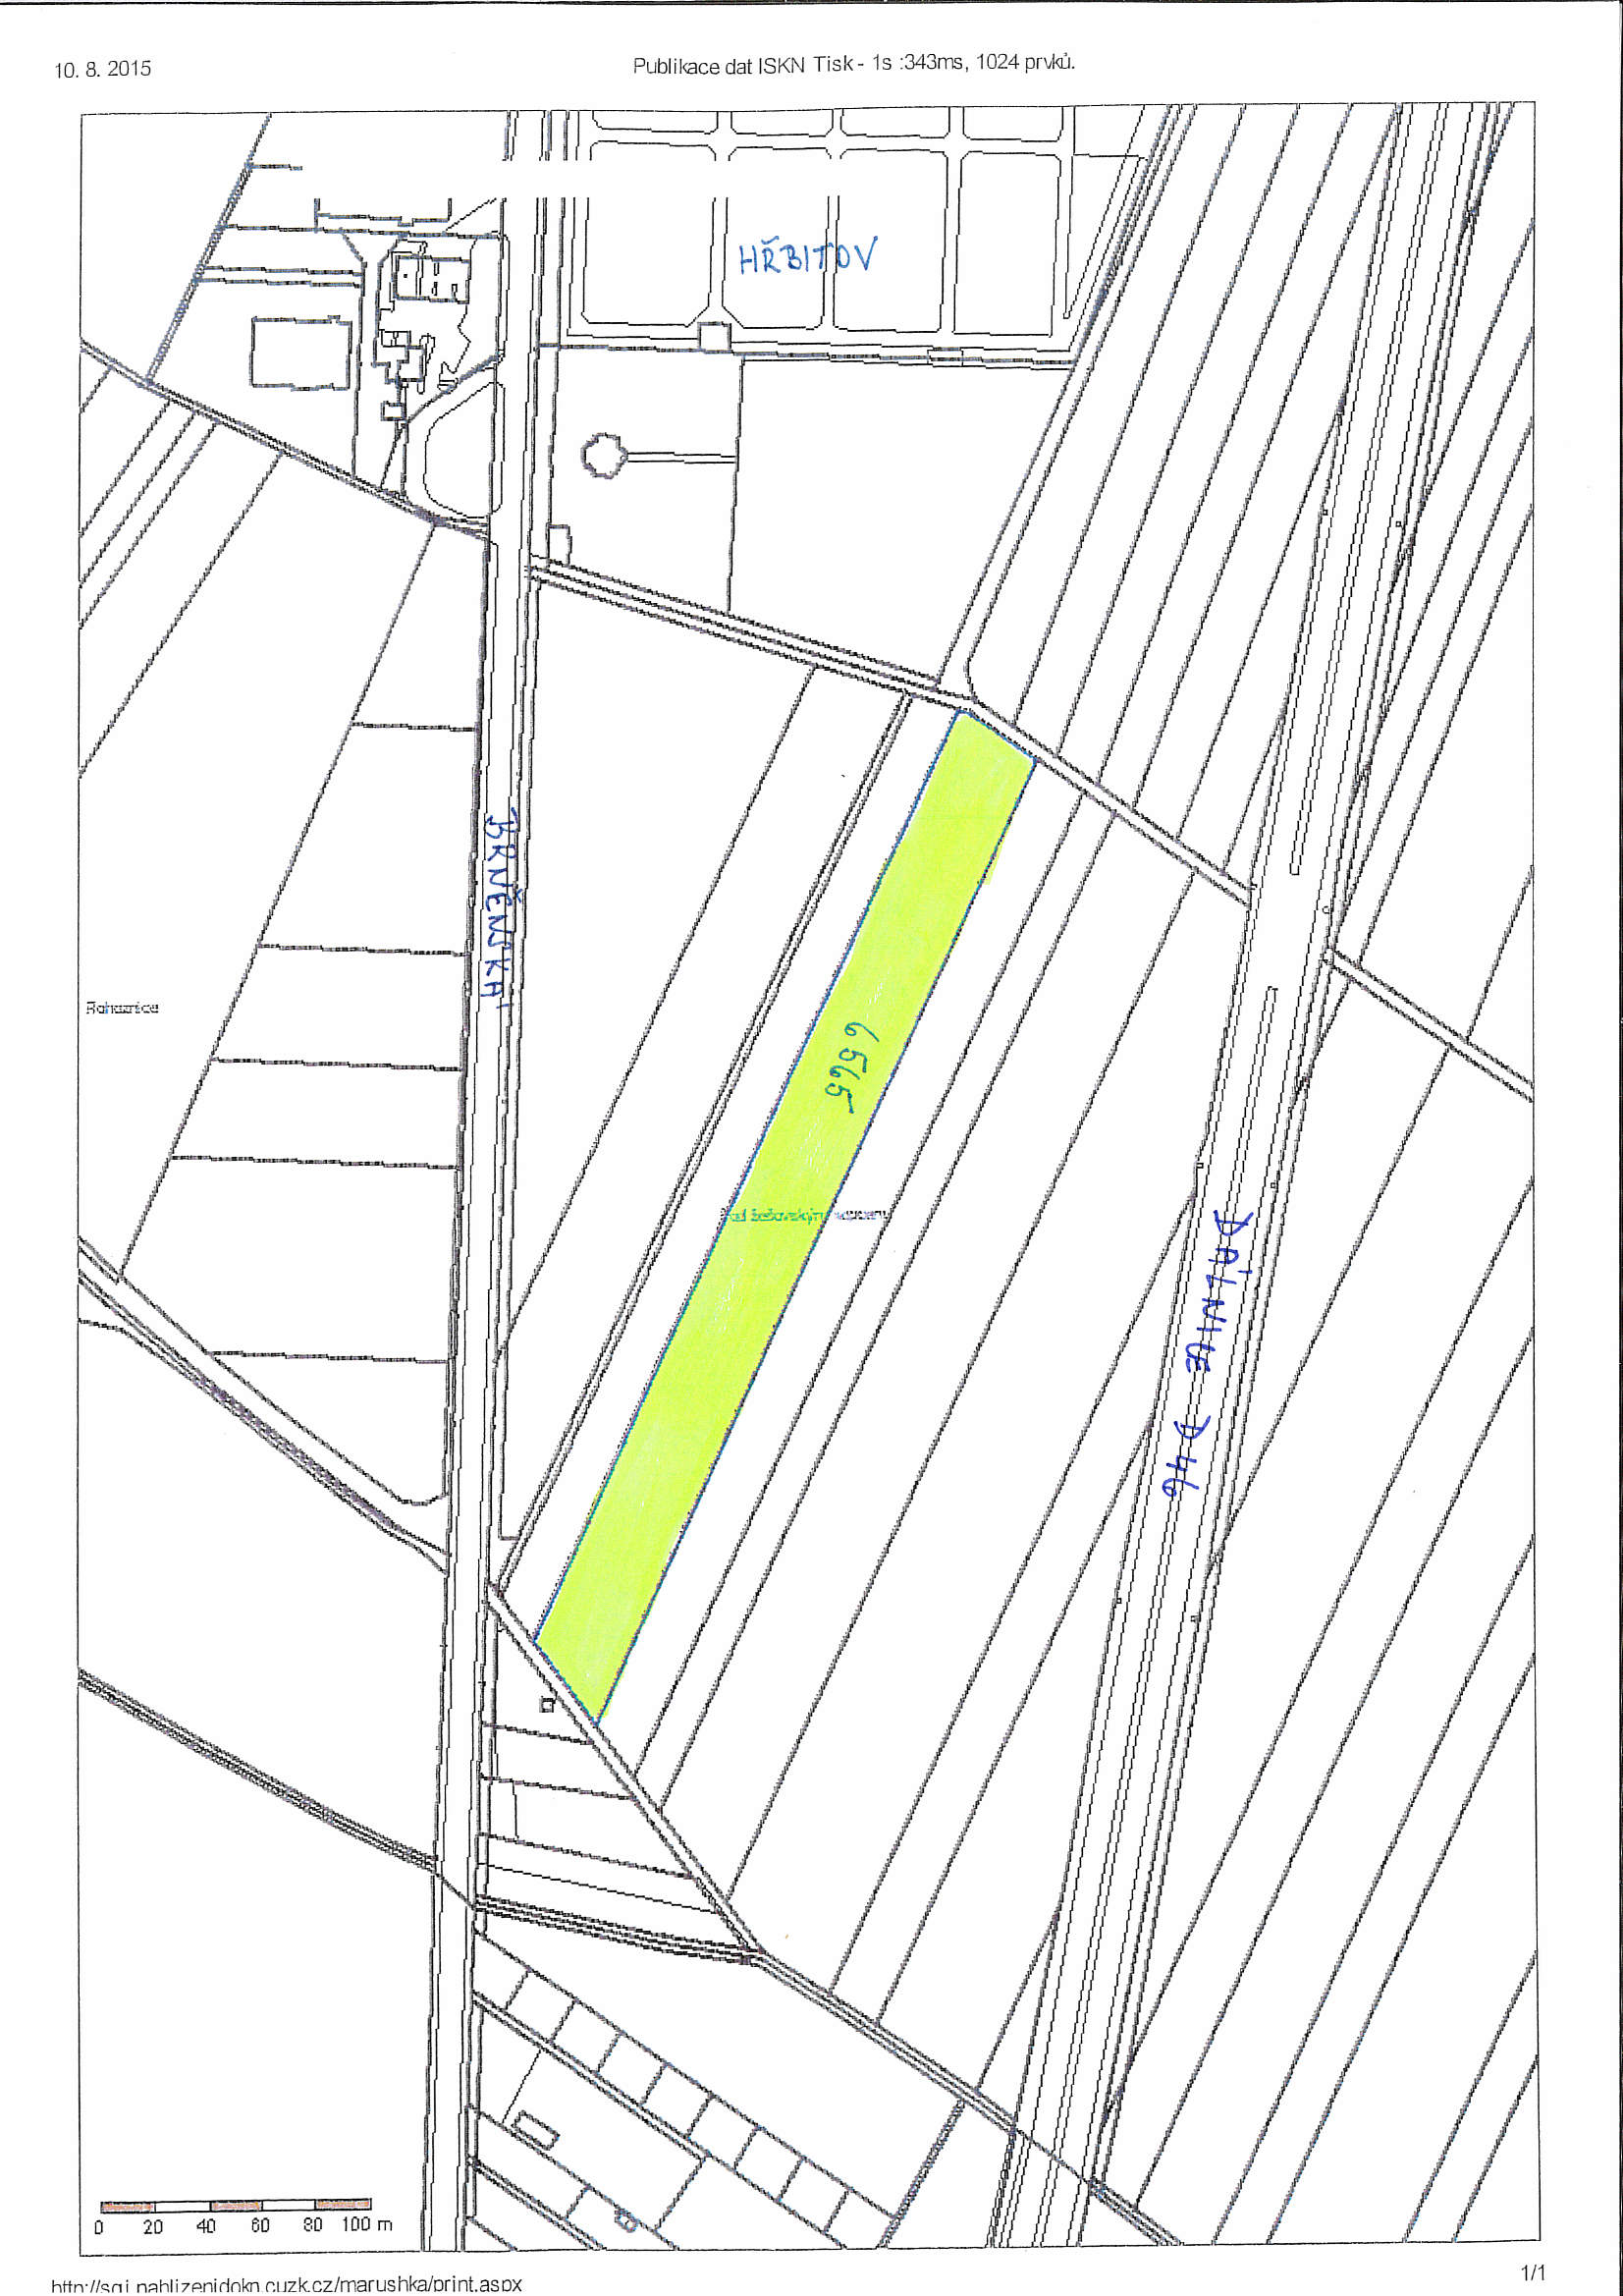 10. 8. 2015
Publikace dat ISKN Tisk - 1s :343ms, 1024 prvků.
HŘBITOV
BRNĚNSKÁ
6565
DÁLNICE D46
0 20 40 60 80 100 m
http://sgi.nahlizenidokn.cuzk.cz/marushka/print.aspx
1/1